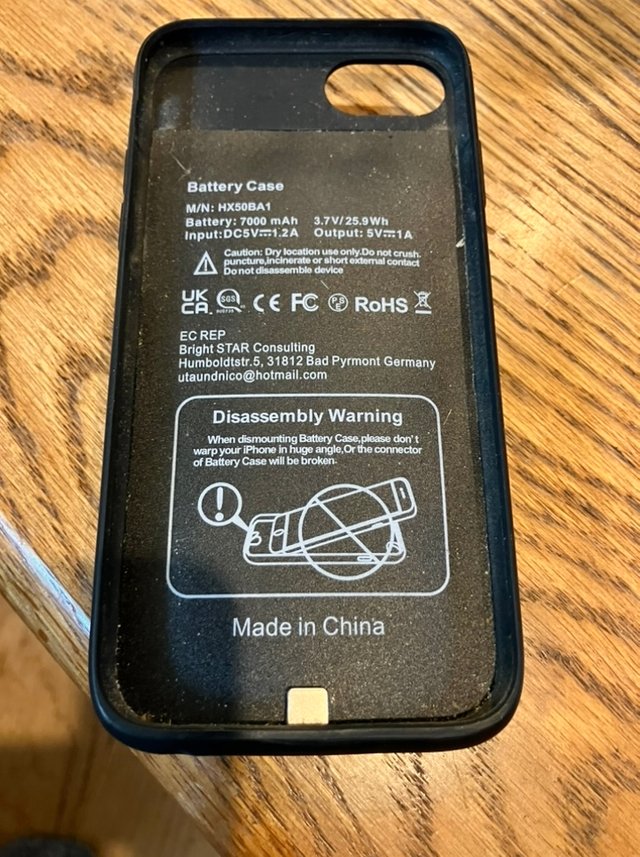 Battery Case
M/N: HX50BA1
Battery: 7000 mAh 3.7V/25.9Wh
Input:DC5V⎓1.2A Output: 5V⎓1A
Caution: Dry location use only.Do not crush.
puncture,incinerate or short external contact
Do not disassemble device
UK
CA SGS CE FC PSE RoHS
EC REP
Bright STAR Consulting
Humboldtstr.5, 31812 Bad Pyrmont Germany
utaundnico@hotmail.com
Disassembly Warning
When dismounting Battery Case,please don't
warp your iPhone in huge angle,Or the connector
of Battery Case will be broken.
Made in China